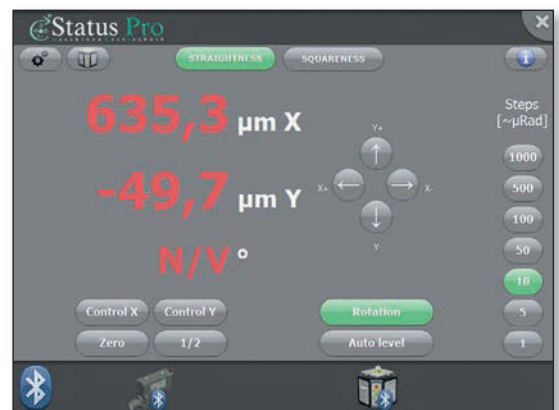 Status Pro
STRAIGHTNESS SQUARENESS
635,3 µm X
-49,7 µm Y
N/V °
Y+
X+ X-
Y
Steps
[~µRad]
1000
500
100
50
10
5
1
Control X Control Y Rotation
Zero 1/2 Auto level